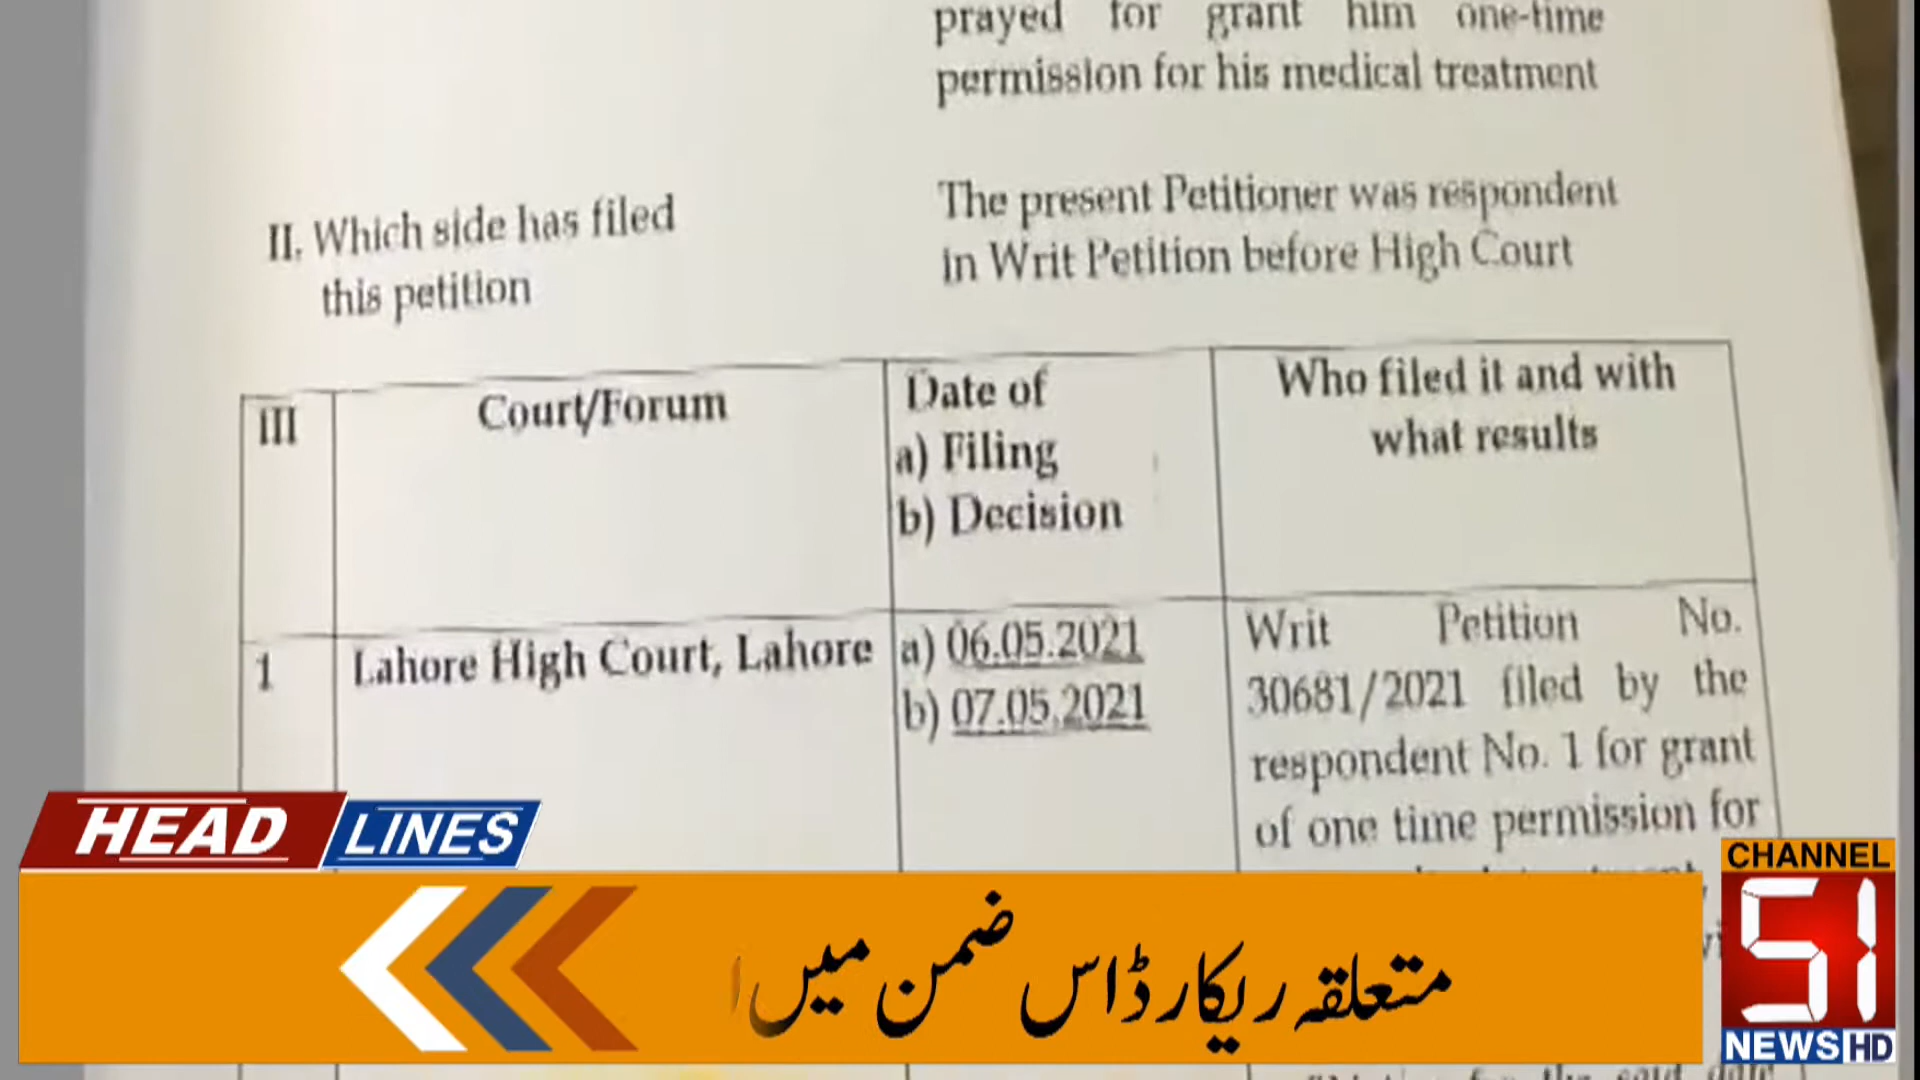 prayed for grant him one-time
permission for his medical treatment
II. Which side has filed
this petition
The present Petitioner was respondent
in Writ Petition before High Court
III
Court/Forum
Date of
a) Filing
b) Decision
Who filed it and with
what results
1
Lahore High Court, Lahore
a) 06.05.2021
b) 07.05.2021
Writ Petition No.
30681/2021 filed by the
respondent No. 1 for grant
of one time permission for
HEAD LINES
متعلقہ ریکارڈ اس ضمن میں
CHANNEL
51
NEWS HD